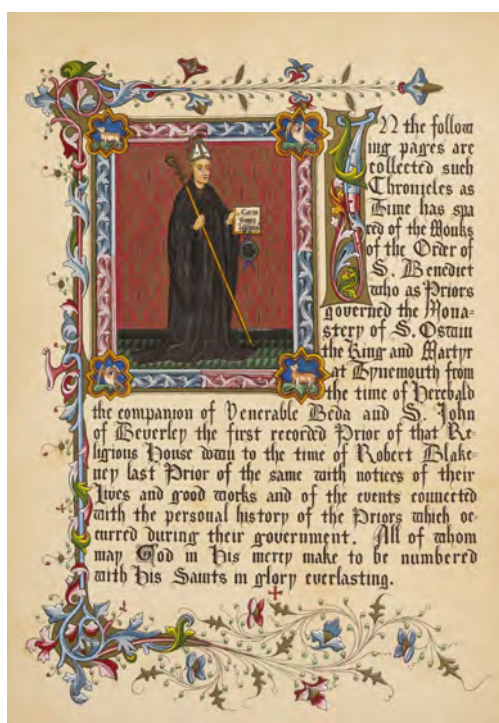 IN the follow
ing pages are
collected such
Chronicles as
Time has spa
red of the Monks
of the Order of
S. Benedict
who as Priors
governed the Mona-
stery of S. Oswin
the King and Martyr
at Tynemouth from
the time of Herebald
the companion of Venerable Beda and S. John
of Beverley the first recorded Prior of that Re-
ligious House down to the time of Robert Blake-
ney last Prior of the same with notices of their
lives and good works and of the events connected
with the personal history of the Priors which oc-
curred during their government. All of whom
may God in His mercy make to be numbered
with His Saints in glory everlasting.